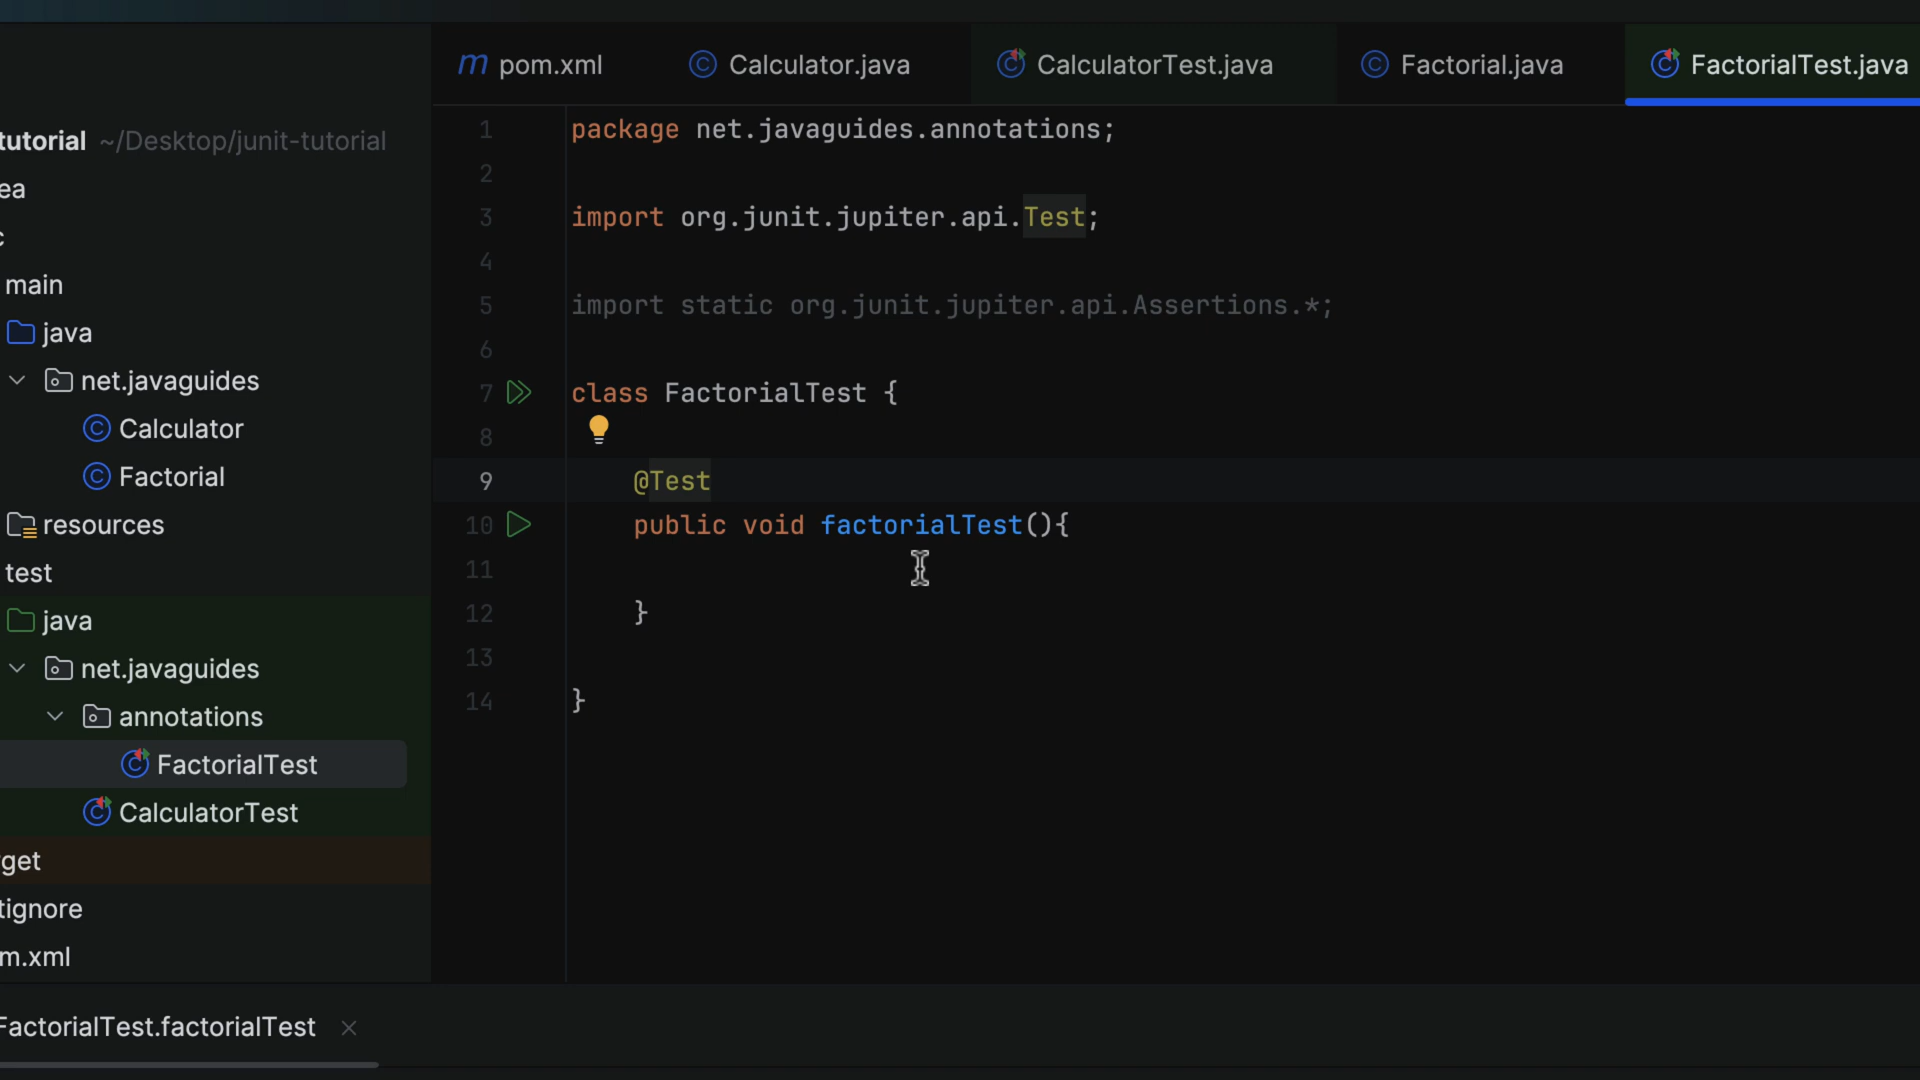 m pom.xml
Calculator.java
CalculatorTest.java
Factorial.java
FactorialTest.java
tutorial ~/Desktop/junit-tutorial
ea
c
main
java
net.javaguides
Calculator
Factorial
resources
test
java
net.javaguides
annotations
FactorialTest
CalculatorTest
get
tignore
m.xml
1 package net.javaguides.annotations;
2
3 import org.junit.jupiter.api.Test;
4
5 import static org.junit.jupiter.api.Assertions.*;
6
7 class FactorialTest {
8
9 @Test
10 public void factorialTest(){
11
12 }
13
14 }
FactorialTest.factorialTest